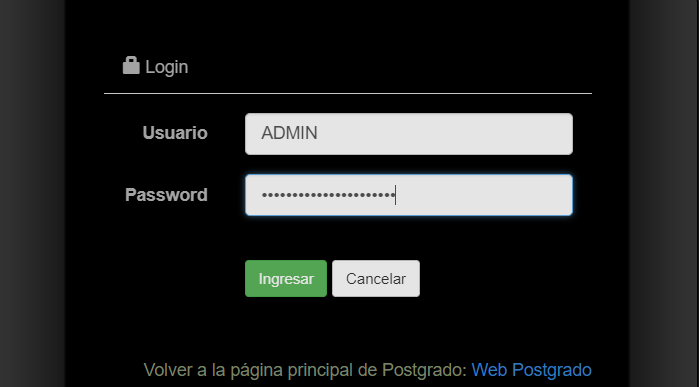 Login
Usuario ADMIN
Password ••••••••••••••••••••••
Ingresar Cancelar
Volver a la página principal de Postgrado: Web Postgrado